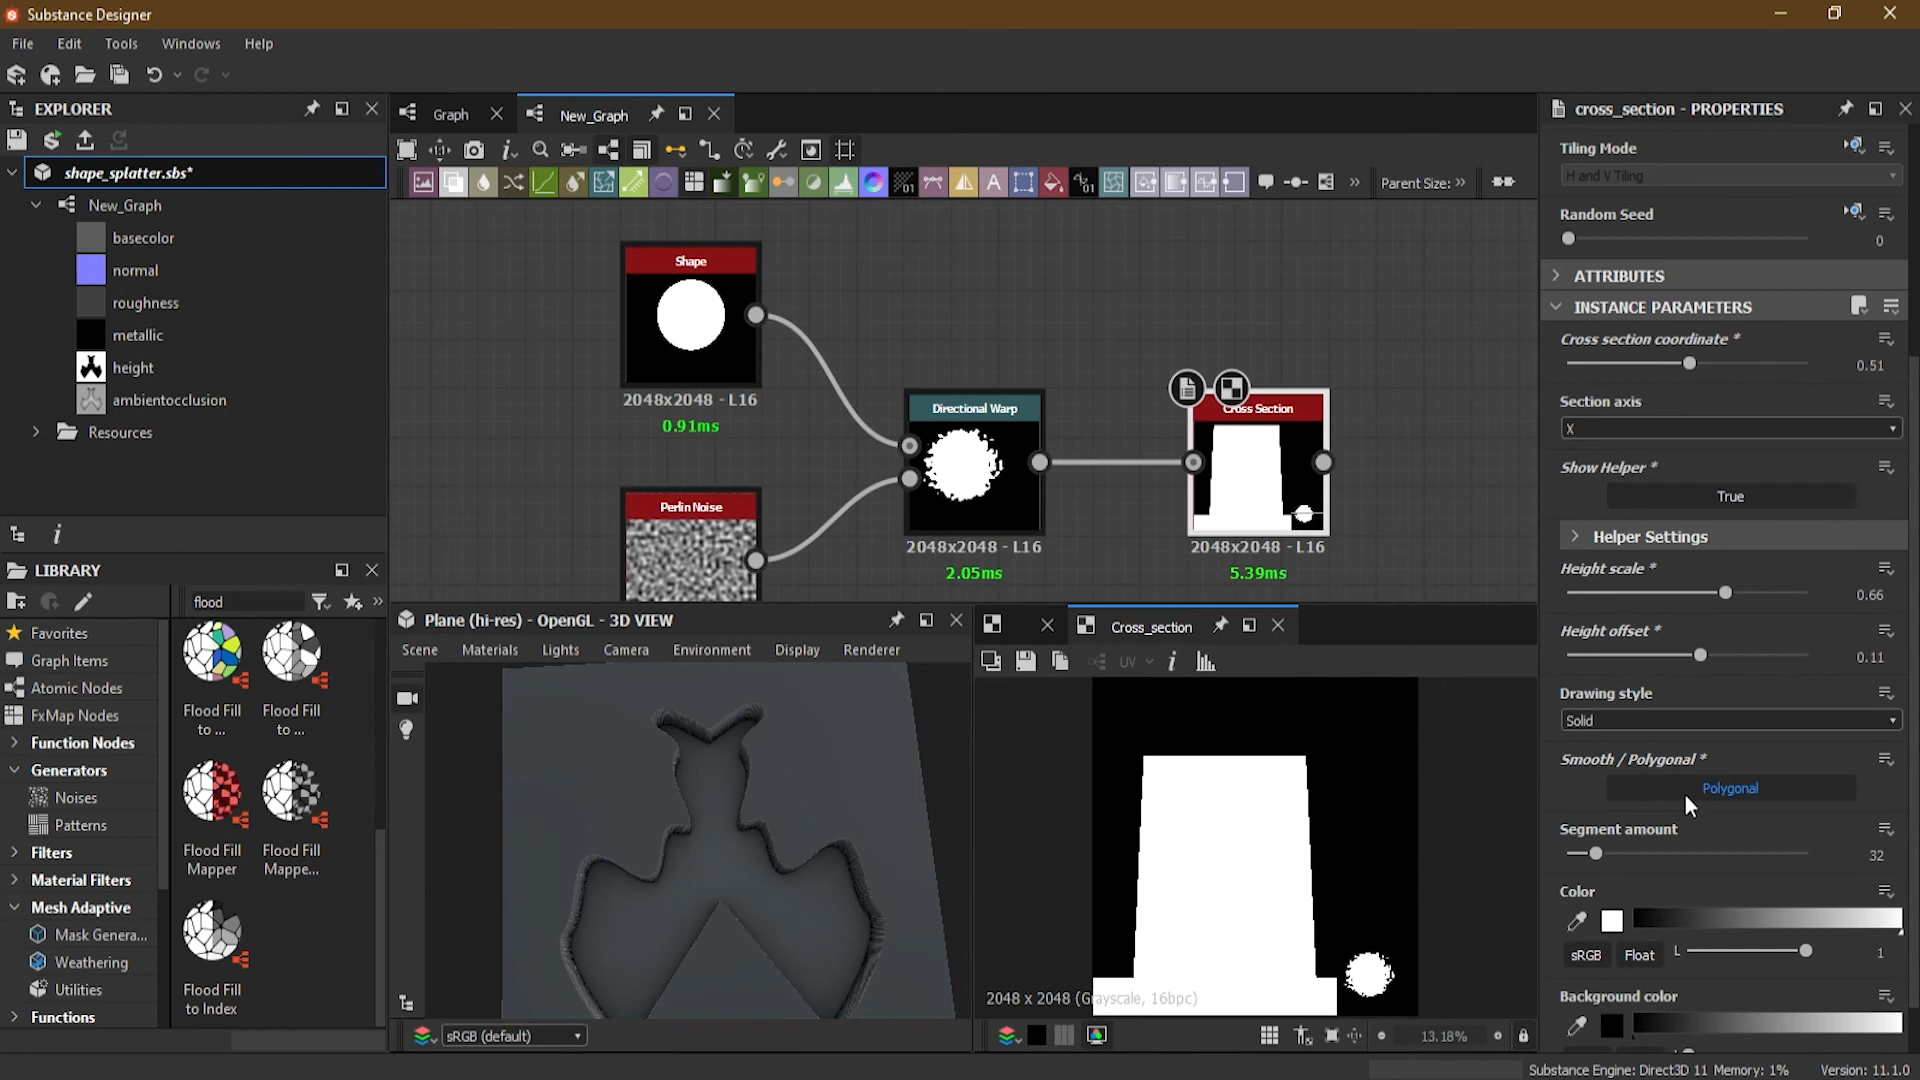 Substance Designer
File Edit Tools Windows Help
EXPLORER
shape_splatter.sbs*
New_Graph
basecolor
normal
roughness
metallic
height
ambientocclusion
Resources
LIBRARY
flood
Favorites
Graph Items
Atomic Nodes
FxMap Nodes
Function Nodes
Generators
Noises
Patterns
Filters
Material Filters
Mesh Adaptive
Mask Genera...
Weathering
Utilities
Functions
Flood Fill to ...
Flood Fill to ...
Flood Fill Mapper
Flood Fill Mappe...
Flood Fill to Index
Graph
New_Graph
Parent Size:
Shape
2048x2048 - L16
0.91ms
Perlin Noise
Directional Warp
2048x2048 - L16
2.05ms
Cross Section
2048x2048 - L16
5.39ms
Plane (hi-res) - OpenGL - 3D VIEW
Scene Materials Lights Camera Environment Display Renderer
sRGB (default)
Cross_section
UV
2048 x 2048 (Grayscale, 16bpc)
13.18%
cross_section - PROPERTIES
Tiling Mode
H and V Tiling
Random Seed
0
ATTRIBUTES
INSTANCE PARAMETERS
Cross section coordinate *
0.51
Section axis
X
Show Helper *
True
Helper Settings
Height scale *
0.66
Height offset *
0.11
Drawing style
Solid
Smooth / Polygonal *
Polygonal
Segment amount
32
Color
sRGB Float L 1
Background color
Substance Engine: Direct3D 11 Memory: 1% Version: 11.1.0